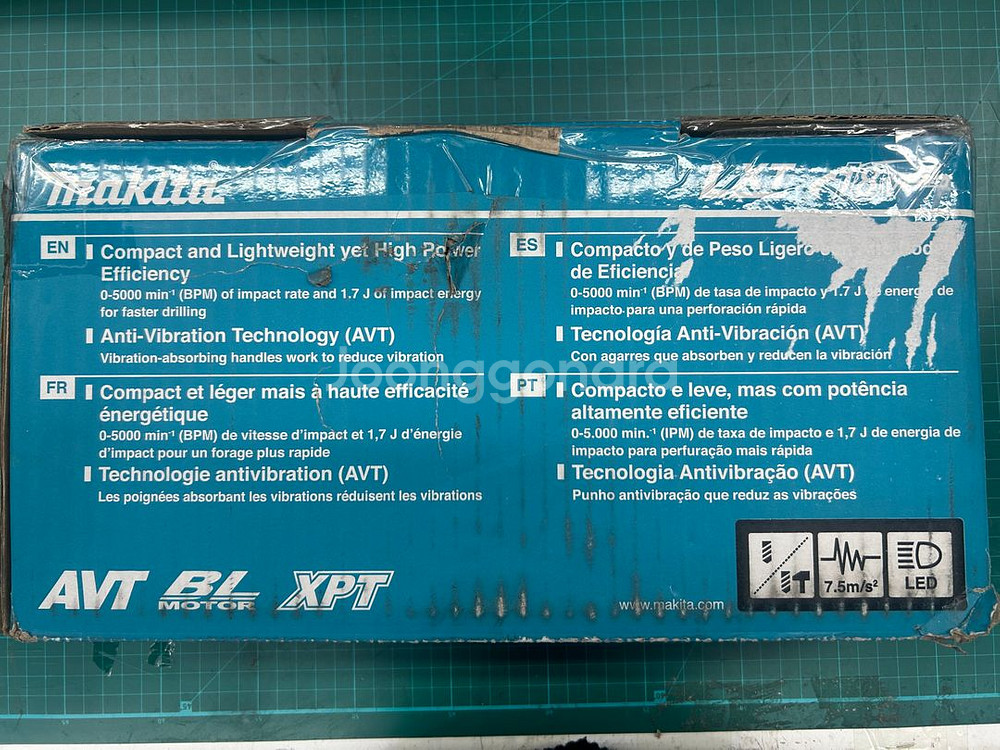 makita
LXT
EN
Compact and Lightweight yet High Power
Efficiency
0-5000 min⁻¹ (BPM) of impact rate and 1.7 J of impact energy
for faster drilling
Anti-Vibration Technology (AVT)
Vibration-absorbing handles work to reduce vibration
ES
Compacto y de Peso Ligero
de Eficiencia
0-5000 min⁻¹ (BPM) de tasa de impacto y 1.7 J de energía de
impacto para una perforación rápida
Tecnología Anti-Vibración (AVT)
Con agarres que absorben y reducen la vibración
FR
Compact et léger mais à haute efficacité
énergétique
0-5000 min⁻¹ (BPM) de vitesse d'impact et 1,7 J d'énergie
d'impact pour un forage plus rapide
Technologie antivibration (AVT)
Les poignées absorbant les vibrations réduisent les vibrations
PT
Compacto e leve, mas com potência
altamente eficiente
0-5.000 min.⁻¹ (IPM) de taxa de impacto e 1,7 J de energia de
impacto para perfuração mais rápida
Tecnologia Antivibração (AVT)
Punho antivibração que reduz as vibrações
Joonggonara
AVT BL MOTOR XPT
www.makita.com
7.5m/s²
LED